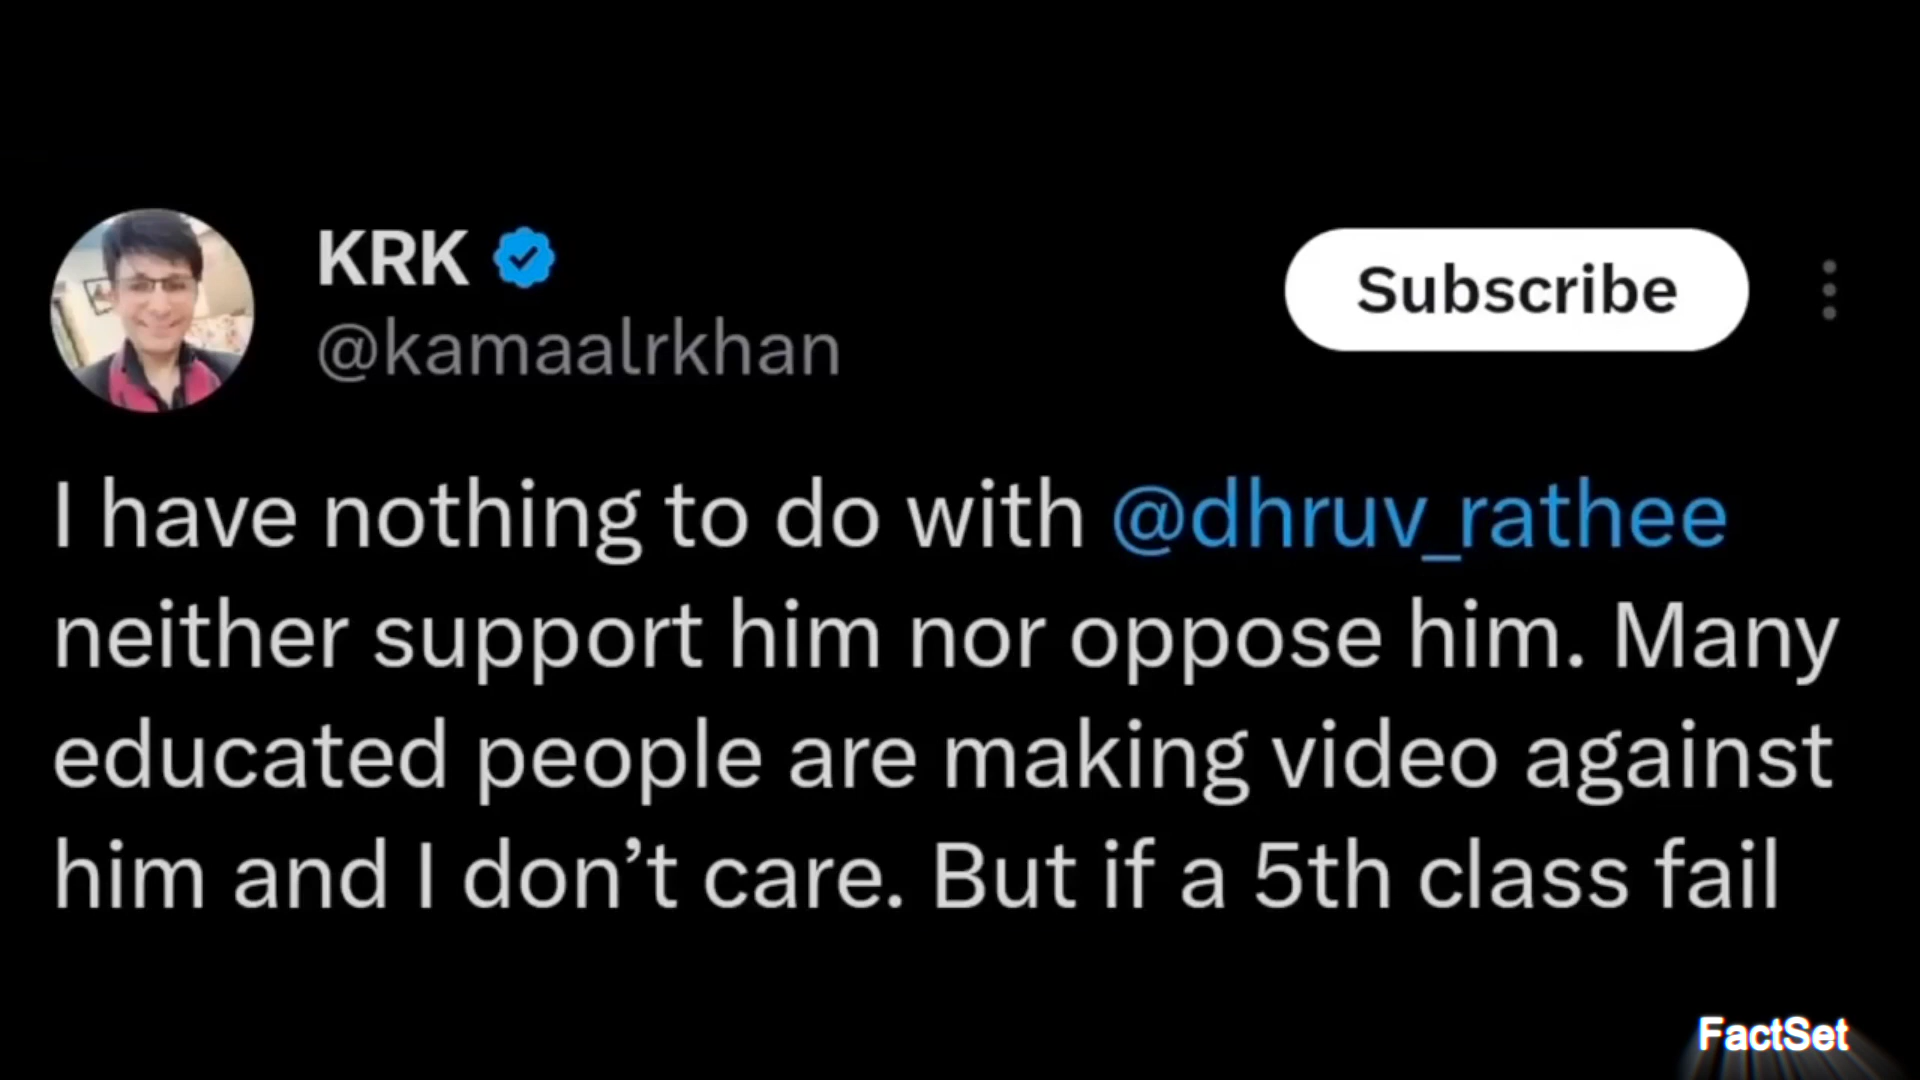 KRK
@kamaalrkhan
Subscribe
I have nothing to do with @dhruv_rathee
neither support him nor oppose him. Many
educated people are making video against
him and I don’t care. But if a 5th class fail
FactSet